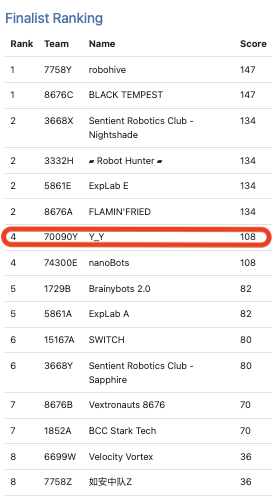 Finalist Ranking
Rank Team Name Score
1 7758Y robohive 147
1 8676C BLACK TEMPEST 147
2 3668X Sentient Robotics Club - 134
Nightshade
2 3332H ▰ Robot Hunter ▰ 134
2 5861E ExpLab E 134
2 8676A FLAMIN'FRIED 134
4 70090Y Y_Y 108
4 74300E nanoBots 108
5 1729B Brainybots 2.0 82
5 5861A ExpLab A 82
6 15167A SWITCH 80
6 3668Y Sentient Robotics Club - 80
Sapphire
7 8676B Vextronauts 8676 70
7 1852A BCC Stark Tech 70
8 6699W Velocity Vortex 36
8 7758Z 如安中队Z 36